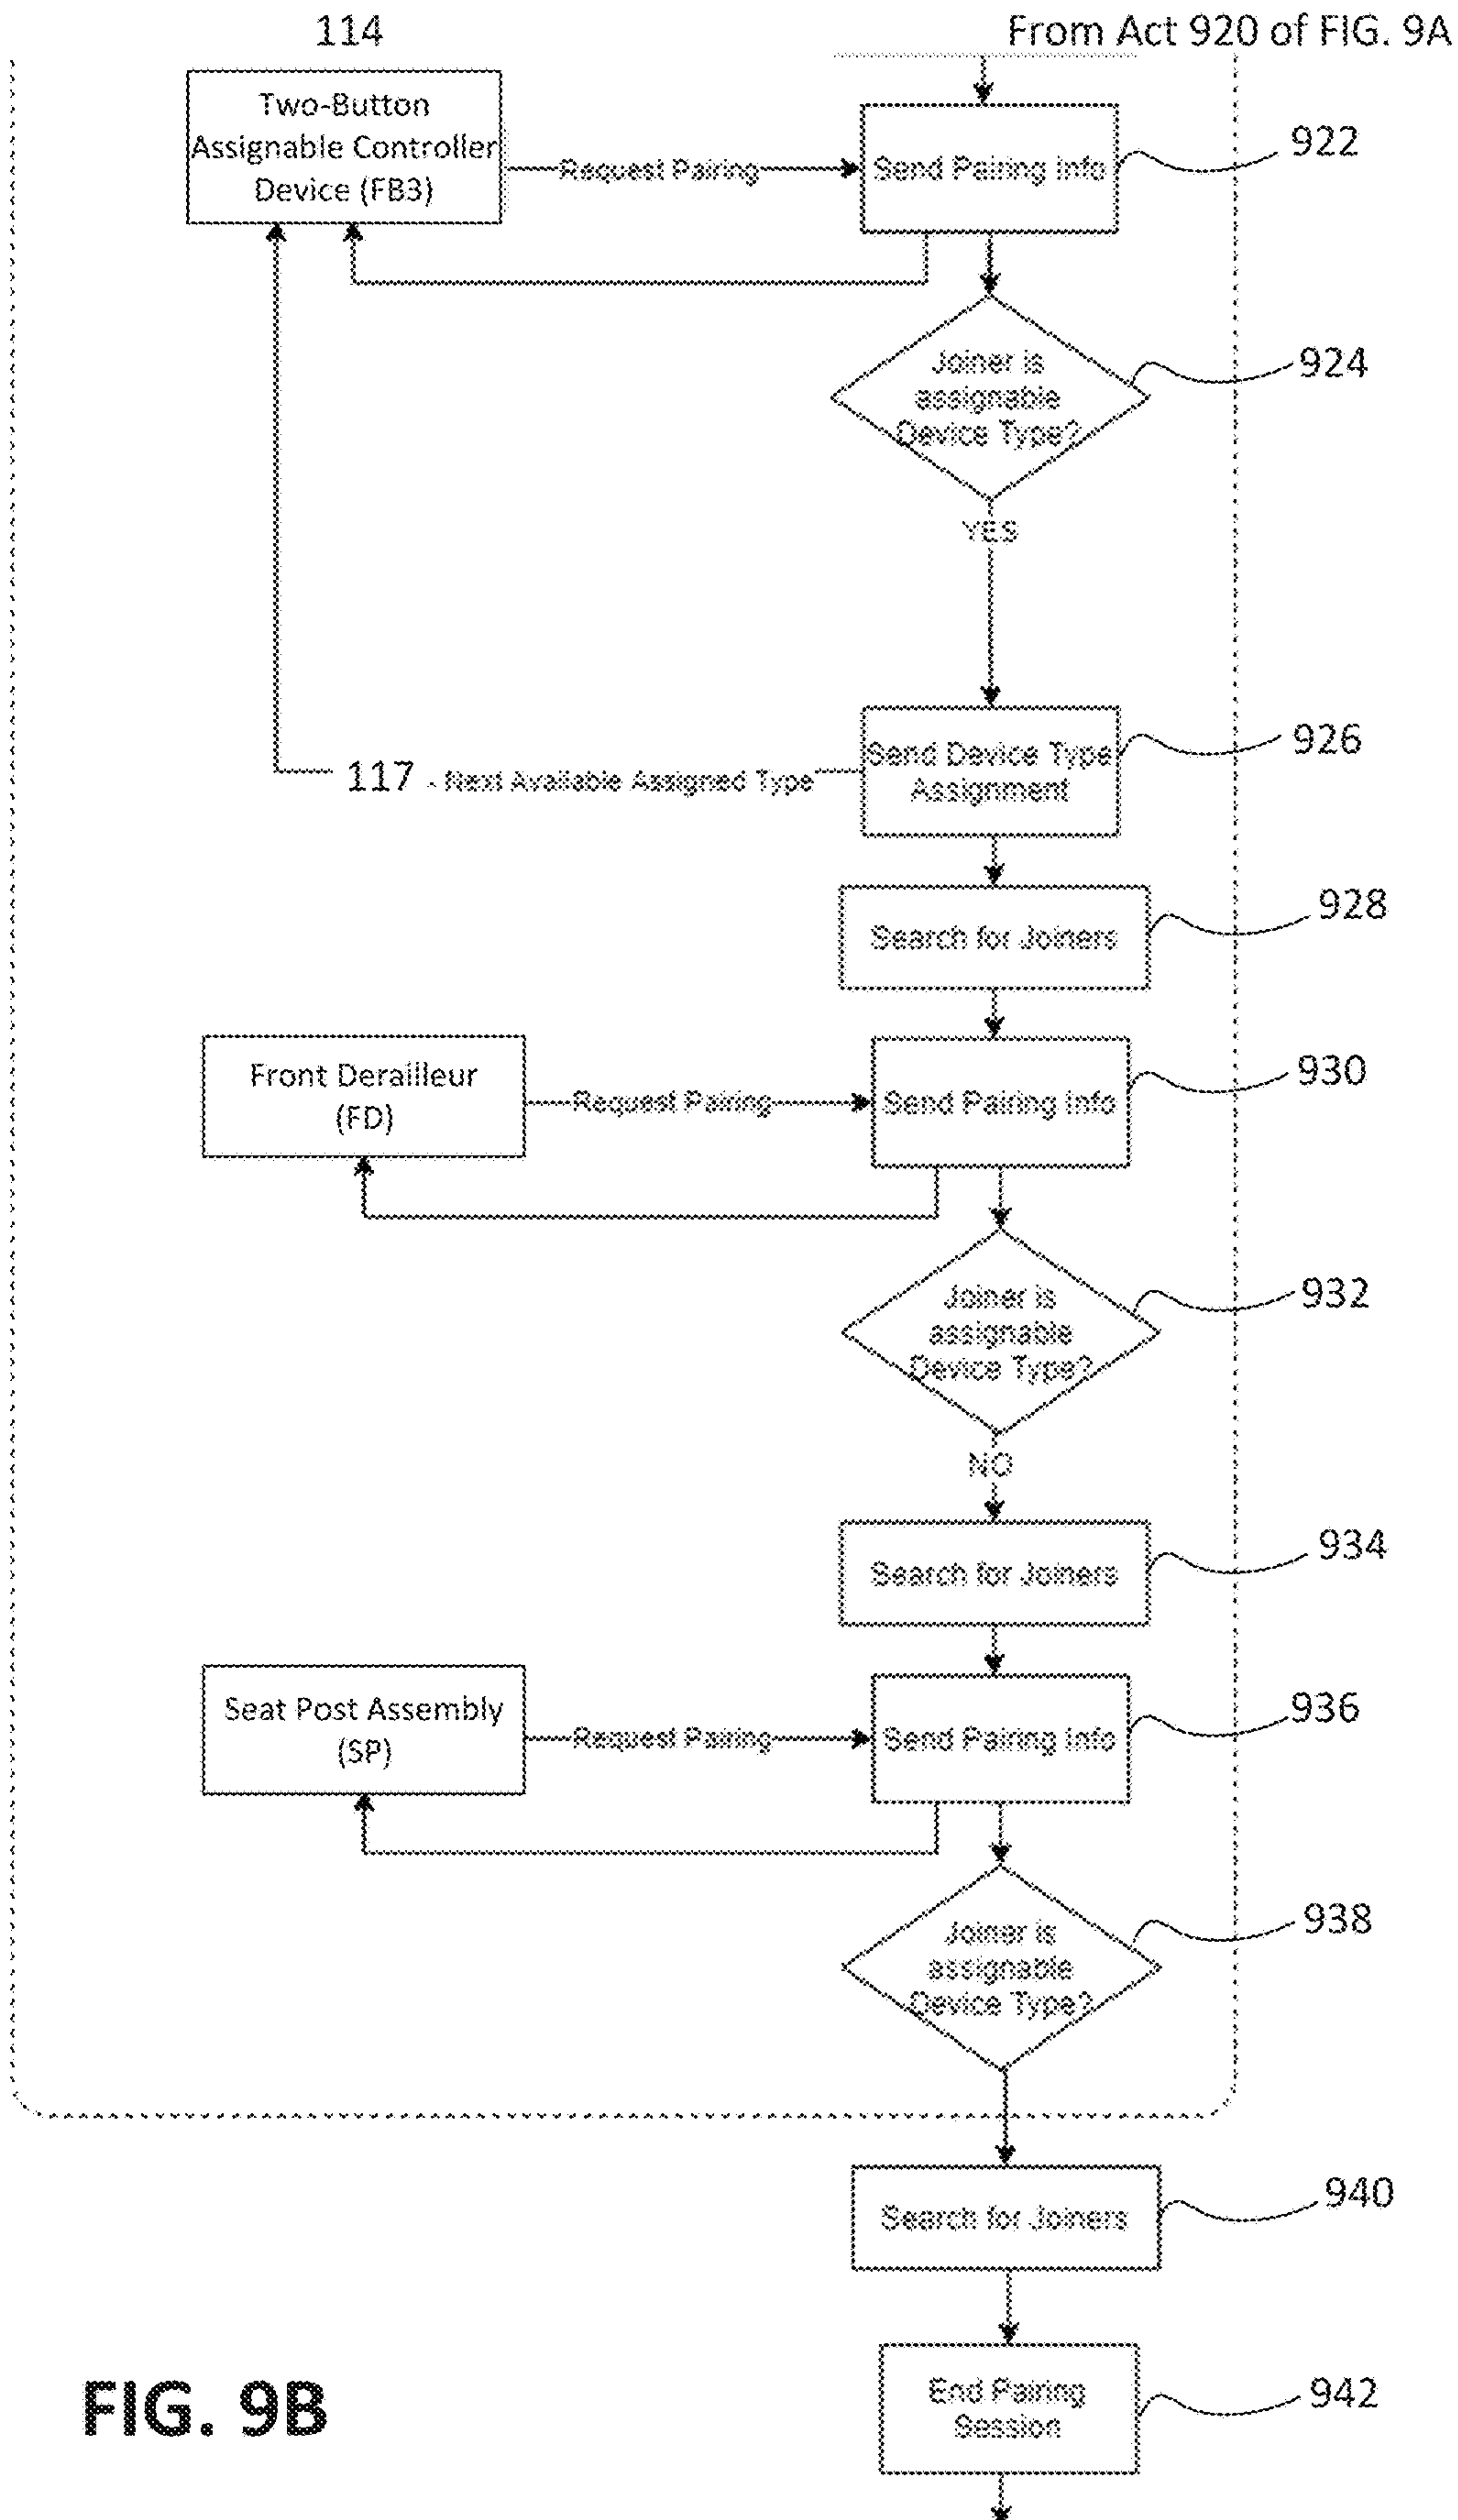 114
From Act 920 of FIG. 9A
Two-Button
Assignable Controller
Device (FB3)
Request Pairing
Send Pairing Info
922
Joiner is
assignable
Device Type?
924
YES
Send Device Type
Assignment
926
117 - Next Available Assigned Type
Search for Joiners
928
Front Derailleur
(FD)
Request Pairing
Send Pairing Info
930
Joiner is
assignable
Device Type?
932
NO
Search for Joiners
934
Seat Post Assembly
(SP)
Request Pairing
Send Pairing Info
936
Joiner is
assignable
Device Type?
938
Search for Joiners
940
End Pairing
Session
942
FIG. 9B